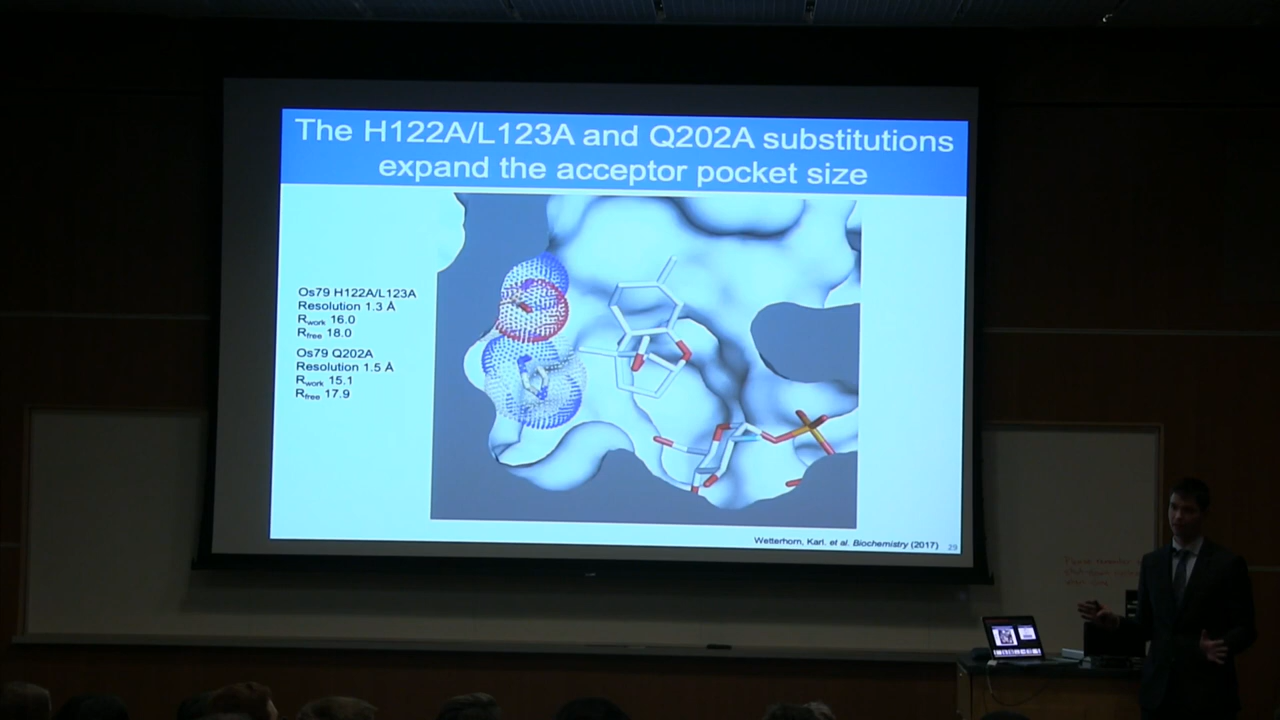 The H122A/L123A and Q202A substitutions
expand the acceptor pocket size
Os79 H122A/L123A
Resolution 1.3 Å
Rwork 16.0
Rfree 18.0
Os79 Q202A
Resolution 1.5 Å
Rwork 15.1
Rfree 17.9
Wetterhorn, Karl. et al. Biochemistry (2017) 29